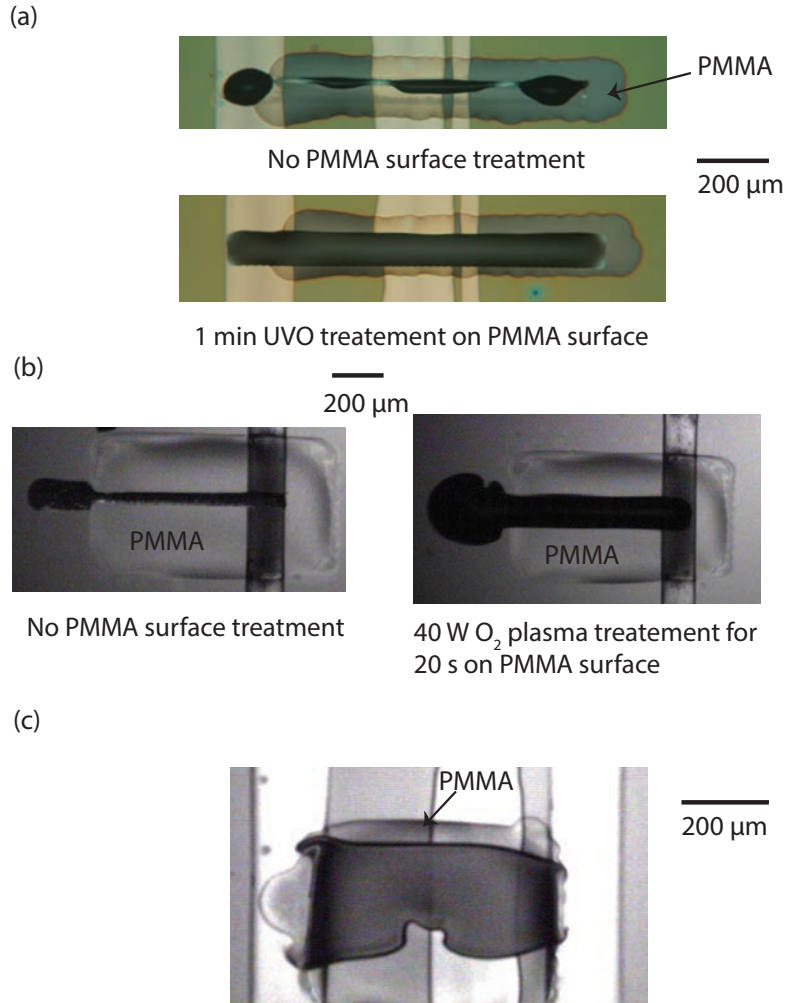 (a)
PMMA
No PMMA surface treatment
200 μm
1 min UVO treatement on PMMA surface
(b)
200 μm
PMMA
PMMA
No PMMA surface treatment
40 W O₂ plasma treatement for
20 s on PMMA surface
(c)
PMMA
200 μm